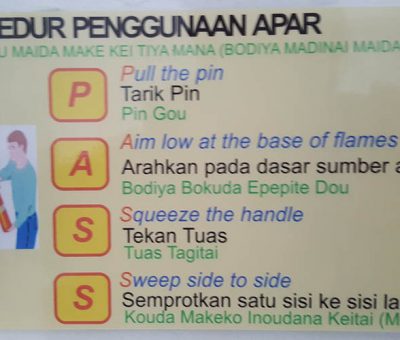 EDUR PENGGUNAAN APAR
U MAIDA MAKE KEI TIYA MANA (BODIYA MADINAI MAIDA
P
Pull the pin
Tarik Pin
Pin Gou
A
Aim low at the base of flames
Arahkan pada dasar sumber a
Bodiya Bokuda Epepite Dou
S
Squeeze the handle
Tekan Tuas
Tuas Tagitai
S
Sweep side to side
Semprotkan satu sisi ke sisi la
Kouda Makeko Inoudana Keitai (M